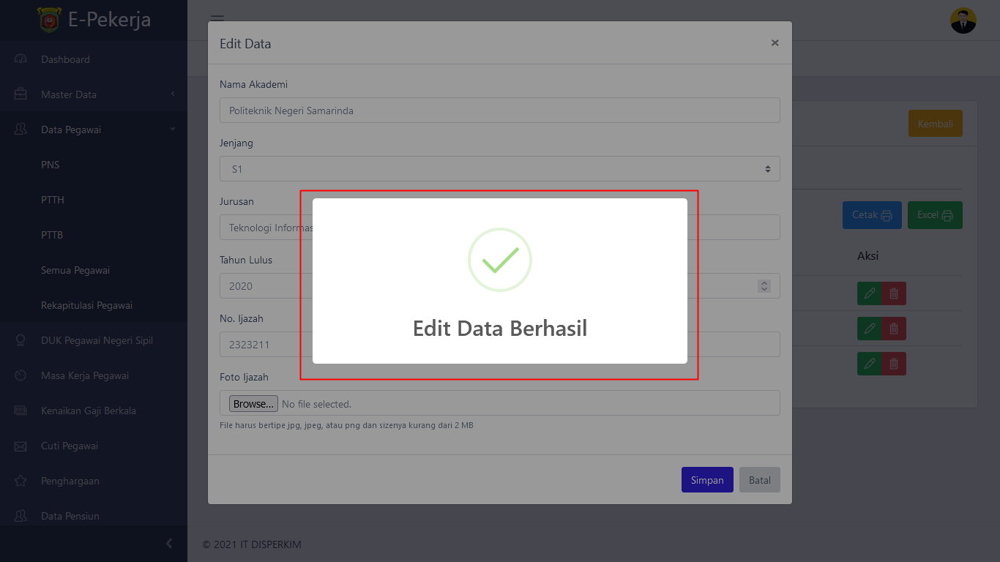 E-Pekerja
Dashboard
Master Data
Data Pegawai
PNS
PTTH
PTTB
Semua Pegawai
Rekapitulasi Pegawai
DUK Pegawai Negeri Sipil
Masa Kerja Pegawai
Kenaikan Gaji Berkala
Cuti Pegawai
Penghargaan
Data Pensiun
Edit Data
×
Nama Akademi
Politeknik Negeri Samarinda
Jenjang
S1
Jurusan
Teknologi Informas
Tahun Lulus
2020
No. Ijazah
2323211
Foto Ijazah
Browse... No file selected.
File harus bertipe jpg, jpeg, atau png dan sizenya kurang dari 2 MB
Simpan Batal
Edit Data Berhasil
Kembali
Cetak Excel
Aksi
© 2021 IT DISPERKIM